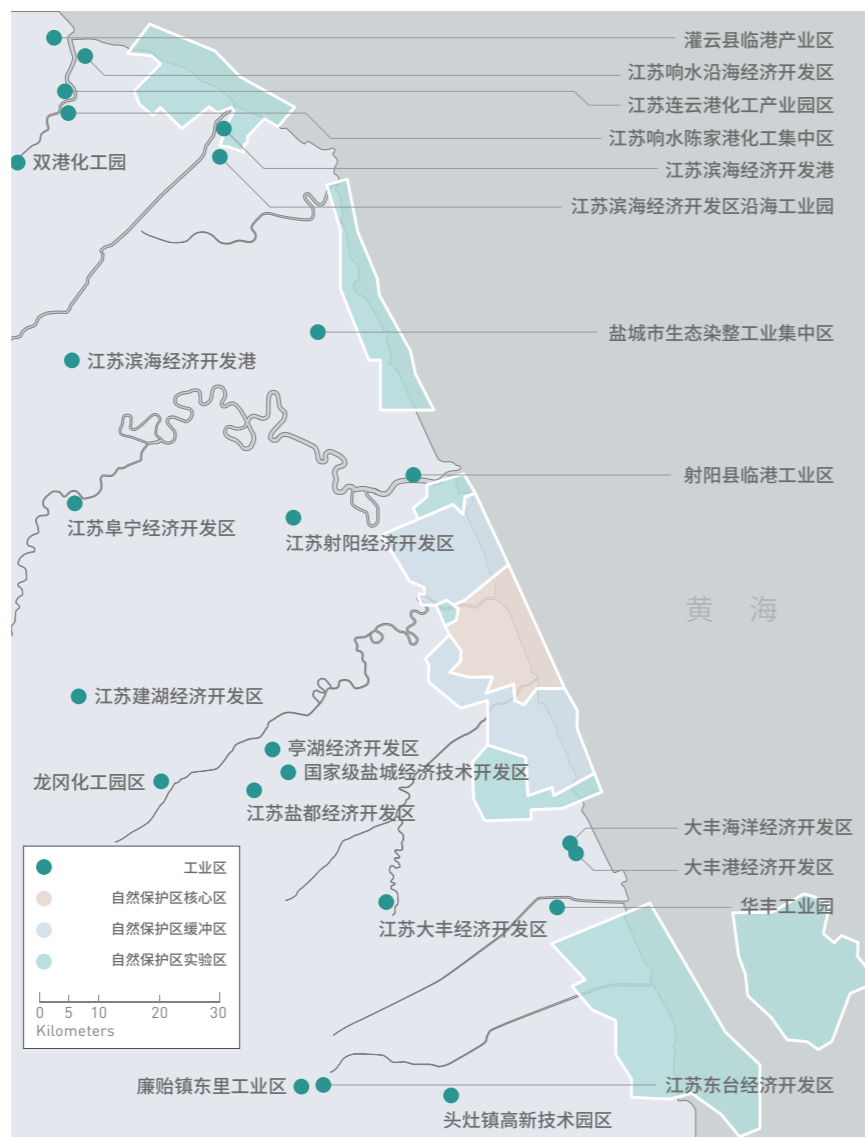 灌云县临港产业区
江苏响水沿海经济开发区
江苏连云港化工产业园区
江苏响水陈家港化工集中区
双港化工园
江苏滨海经济开发港
江苏滨海经济开发区沿海工业园
盐城市生态染整工业集中区
江苏滨海经济开发港
射阳县临港工业区
江苏阜宁经济开发区
江苏射阳经济开发区
黄 海
江苏建湖经济开发区
亭湖经济开发区
国家级盐城经济技术开发区
龙冈化工园区
江苏盐都经济开发区
大丰海洋经济开发区
大丰港经济开发区
华丰工业园
江苏大丰经济开发区
工业区
自然保护区核心区
自然保护区缓冲区
自然保护区实验区
0 5 10 20 30
Kilometers
廉贻镇东里工业区
江苏东台经济开发区
头灶镇高新技术园区